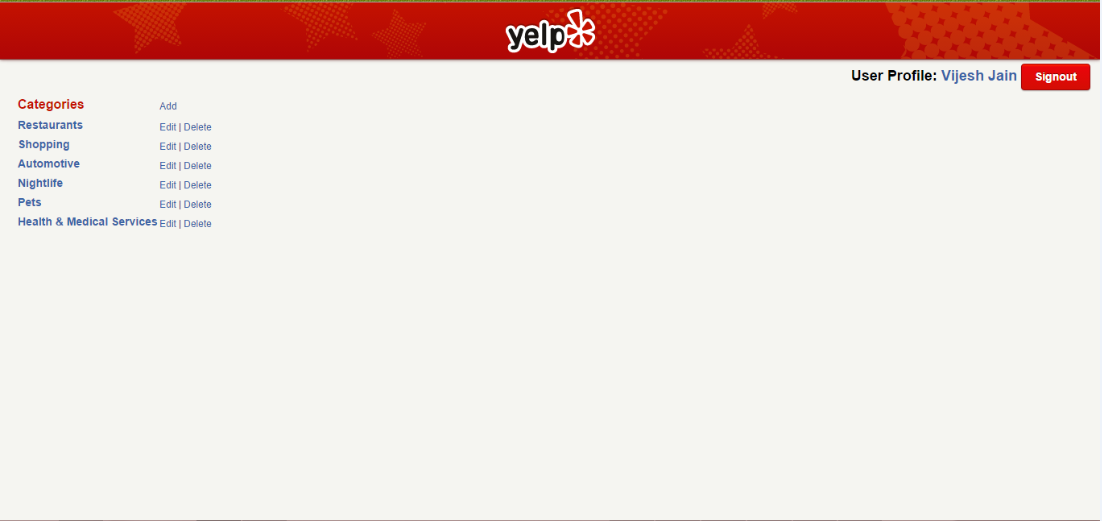 yelp
User Profile: Vijesh Jain Signout
Categories Add
Restaurants Edit | Delete
Shopping Edit | Delete
Automotive Edit | Delete
Nightlife Edit | Delete
Pets Edit | Delete
Health & Medical Services Edit | Delete